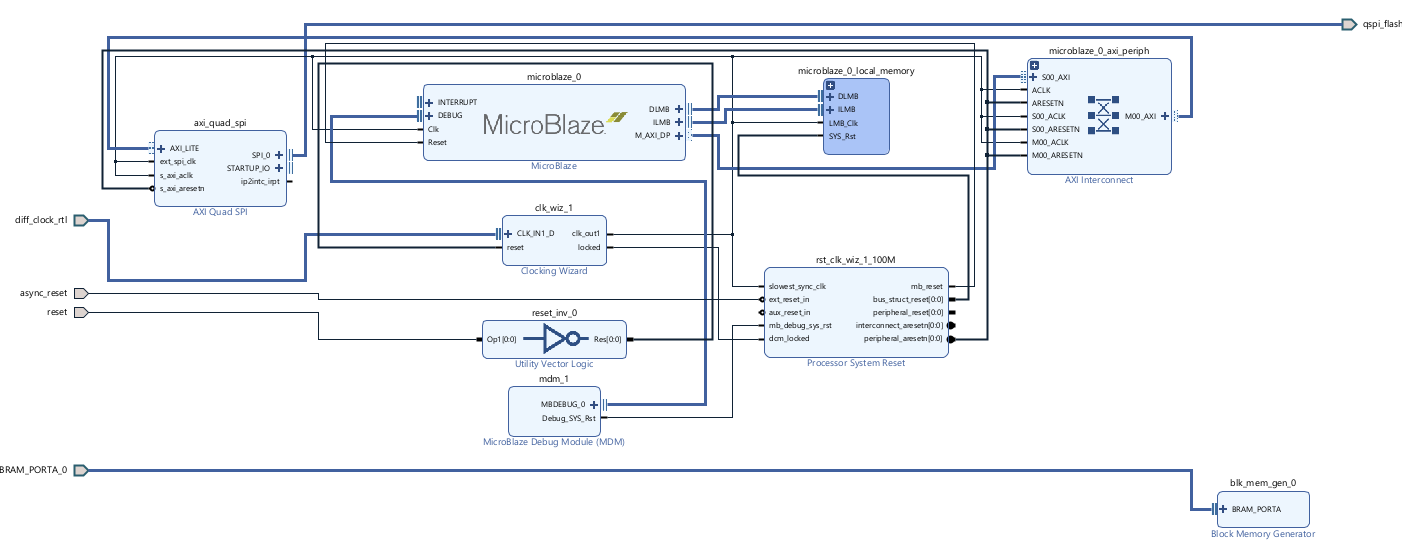 qspi_flash
microblaze_0_axi_periph
S00_AXI
ACLK
ARESETN
S00_ACLK
S00_ARESETN
M00_ACLK
M00_ARESETN
M00_AXI
AXI Interconnect
microblaze_0_local_memory
DLMB
ILMB
LMB_Clk
SYS_Rst
microblaze_0
INTERRUPT
DEBUG
Clk
Reset
MicroBlaze
DLMB
ILMB
M_AXI_DP
MicroBlaze
axi_quad_spi
AXI_LITE
ext_spi_clk
s_axi_aclk
s_axi_aresetn
SPI_0
STARTUP_IO
ip2intc_irpt
AXI Quad SPI
diff_clock_rtl
clk_wiz_1
CLK_IN1_D
reset
clk_out1
locked
Clocking Wizard
async_reset
reset
rst_clk_wiz_1_100M
slowest_sync_clk
ext_reset_in
aux_reset_in
mb_debug_sys_rst
dcm_locked
mb_reset
bus_struct_reset[0:0]
peripheral_reset[0:0]
interconnect_aresetn[0:0]
peripheral_aresetn[0:0]
Processor System Reset
reset_inv_0
Op1[0:0]
Res[0:0]
Utility Vector Logic
mdm_1
MBDEBUG_0
Debug_SYS_Rst
MicroBlaze Debug Module (MDM)
BRAM_PORTA_0
blk_mem_gen_0
BRAM_PORTA
Block Memory Generator